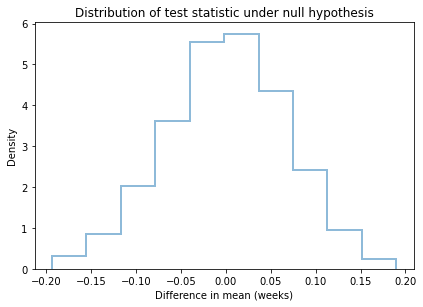 Distribution of test statistic under null hypothesis
6
5
4
3
2
1
0
Density
−0.20 −0.15 −0.10 −0.05 0.00 0.05 0.10 0.15 0.20
Difference in mean (weeks)